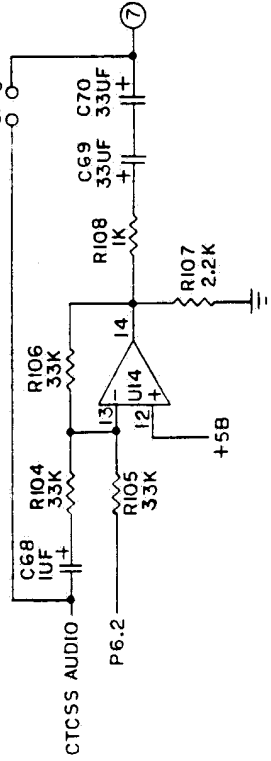 CTCSS AUDIO
C68
1UF
+
R104
33K
R106
33K
P6.2
R105
33K
13
-
U14
12
+
14
+5B
R107
2.2K
R108
1K
C69
33UF
+
C70
33UF
+
7